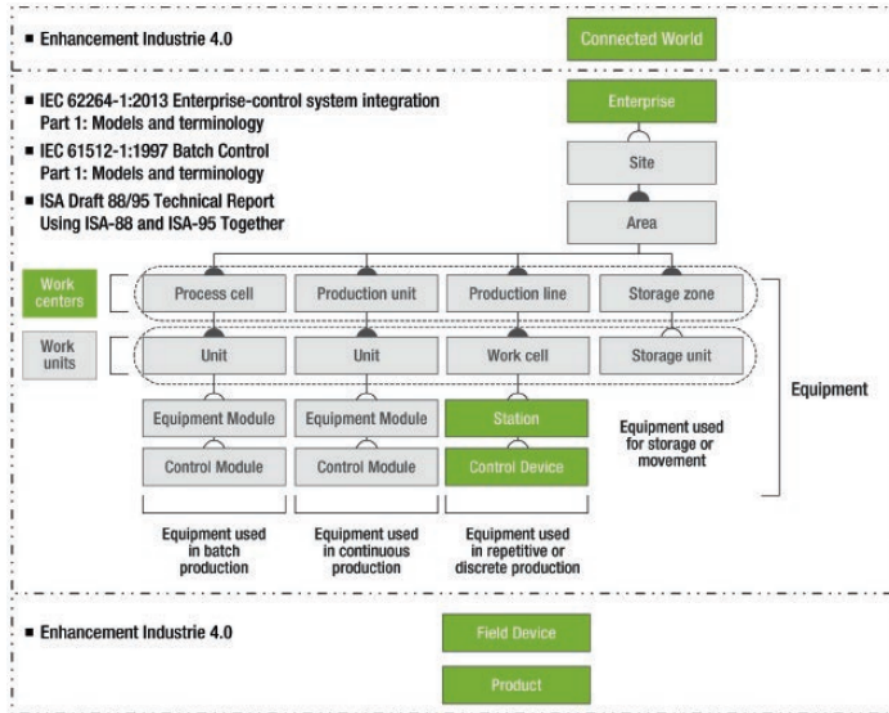 ■ Enhancement Industrie 4.0
Connected World
■ IEC 62264-1:2013 Enterprise-control system integration
Part 1: Models and terminology
■ IEC 61512-1:1997 Batch Control
Part 1: Models and terminology
■ ISA Draft 88/95 Technical Report
Using ISA-88 and ISA-95 Together
Enterprise
Site
Area
Work
centers
Process cell
Production unit
Production line
Storage zone
Work
units
Unit
Unit
Work cell
Storage unit
Equipment
Equipment Module
Equipment Module
Station
Equipment used
for storage or
movement
Control Module
Control Module
Control Device
Equipment used
in batch
production
Equipment used
in continuous
production
Equipment used
in repetitive or
discrete production
■ Enhancement Industrie 4.0
Field Device
Product